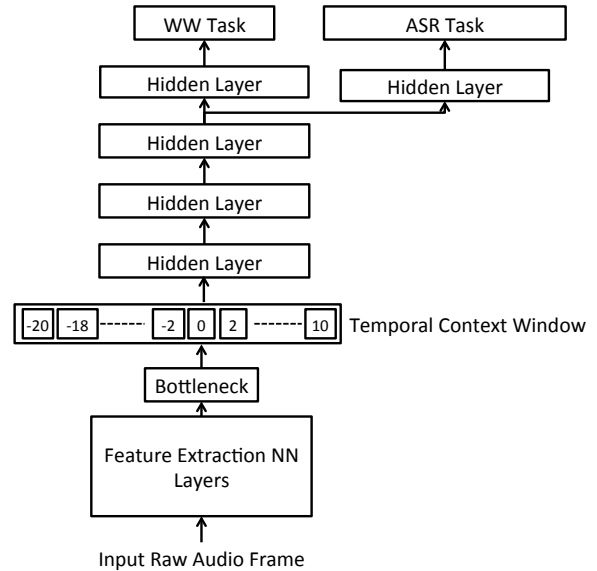 WW Task
ASR Task
Hidden Layer
Hidden Layer
Hidden Layer
Hidden Layer
Hidden Layer
-20 -18 -2 0 2 10
Temporal Context Window
Bottleneck
Feature Extraction NN
Layers
Input Raw Audio Frame